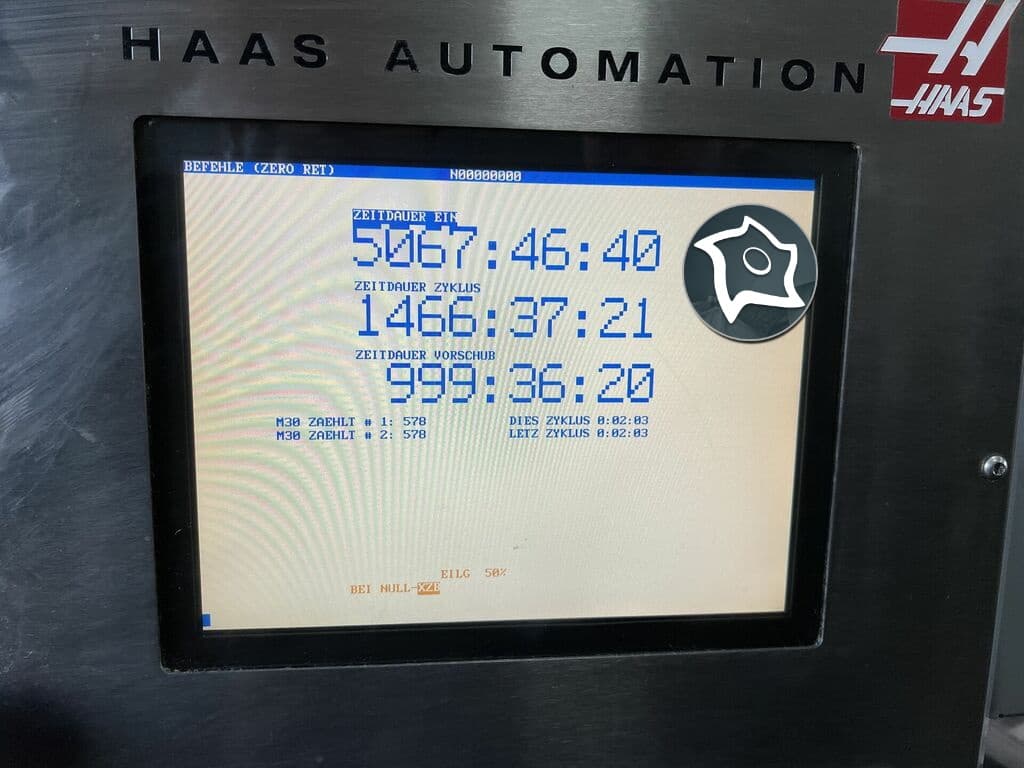 HAAS AUTOMATION
HAAS
BEFEHLE (ZERO RET) N00000000
ZEITDAUER EIN
5067:46:40
ZEITDAUER ZYKLUS
1466:37:21
ZEITDAUER VORSCHUB
999:36:20
M30 ZAEHLT # 1: 578 DIES ZYKLUS 0:02:03
M30 ZAEHLT # 2: 578 LETZ ZYKLUS 0:02:03
EILG 50%
BEI NULL-XZB